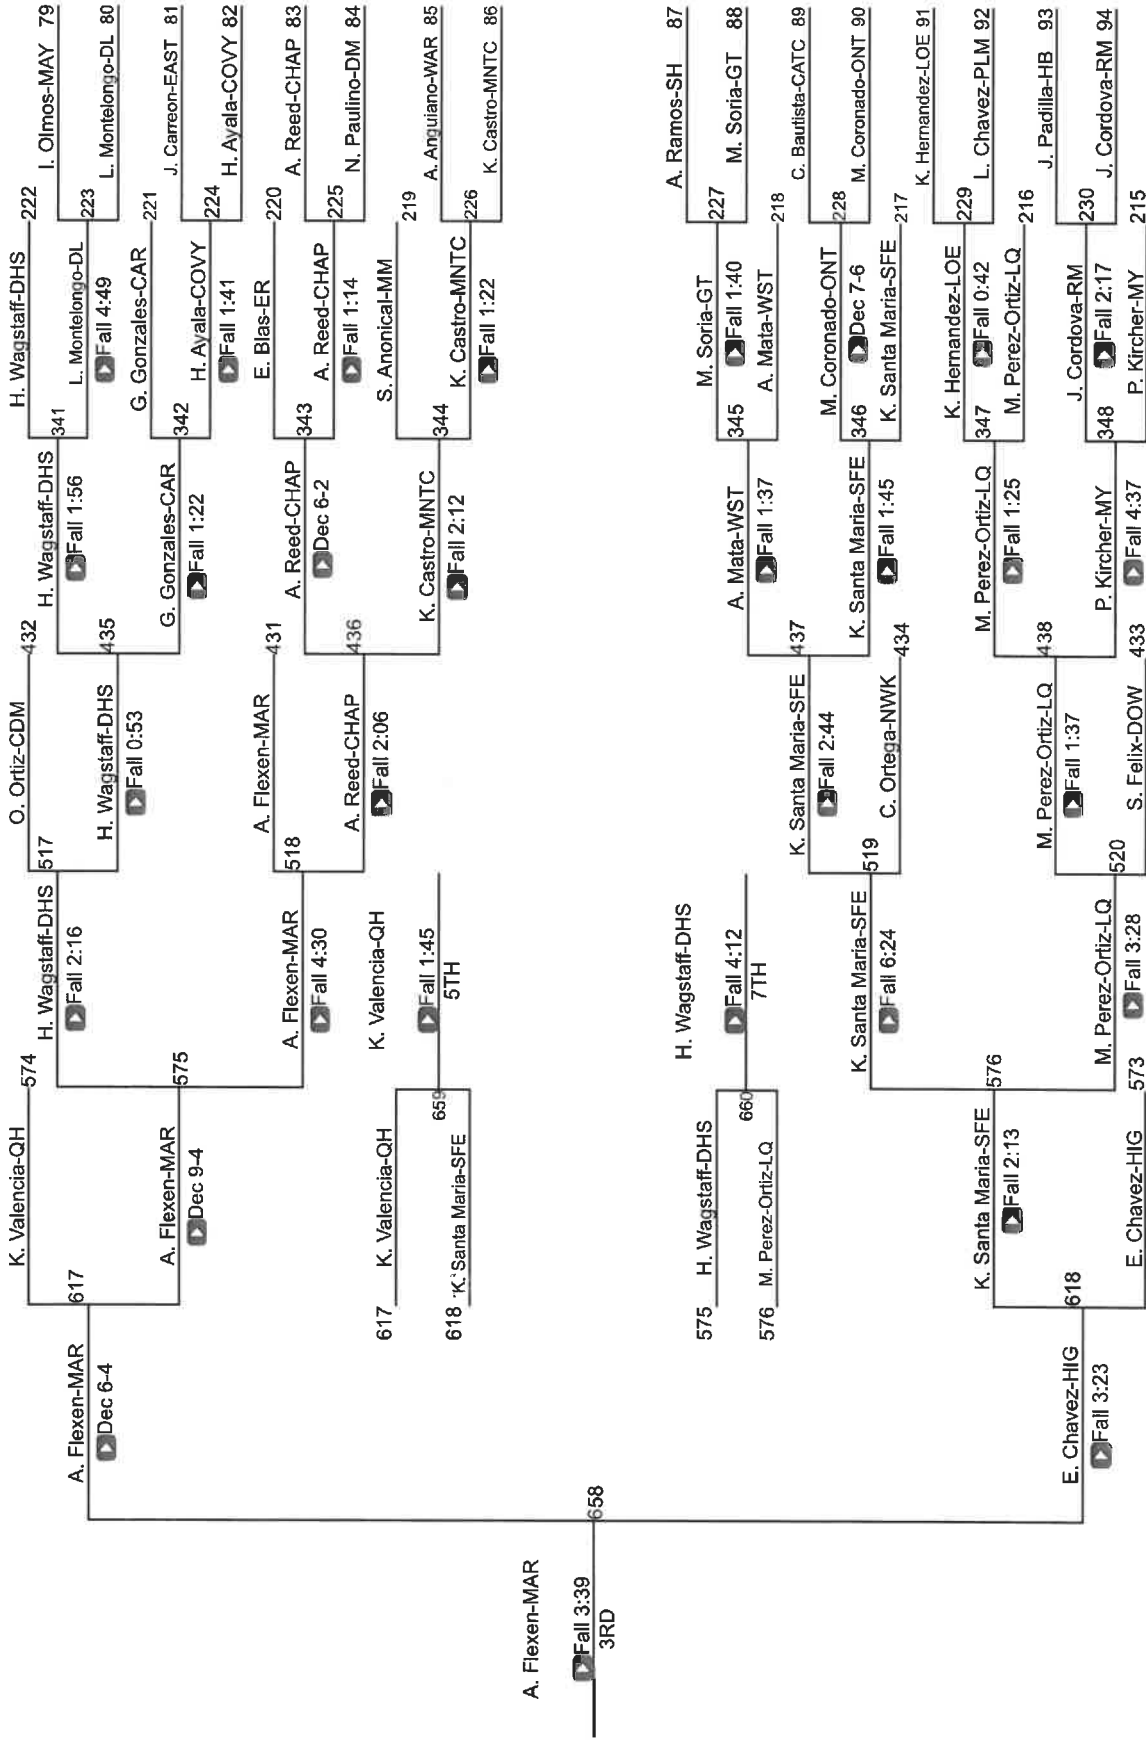 A. Flexen-MAR
Fall 3:39
3RD
658
A. Flexen-MAR
Dec 6-4
E. Chavez-HIG
Fall 3:23
617
617 K. Valencia-QH
618 K. Santa Maria-SFE
659
K. Valencia-QH
Fall 1:45
5TH
575 H. Wagstaff-DHS
576 M. Perez-Ortiz-LQ
660
H. Wagstaff-DHS
Fall 4:12
7TH
618
K. Valencia-QH 574
A. Flexen-MAR
Dec 9-4
575
K. Santa Maria-SFE
Fall 2:13
576
E. Chavez-HIG 573
H. Wagstaff-DHS
Fall 2:16
517
A. Flexen-MAR
Fall 4:30
518
K. Santa Maria-SFE
Fall 6:24
519
M. Perez-Ortiz-LQ
Fall 3:28
520
O. Ortiz-CDM 432
H. Wagstaff-DHS
Fall 0:53
435
A. Flexen-MAR 431
A. Reed-CHAP
Fall 2:06
436
K. Santa Maria-SFE
Fall 2:44
437
C. Ortega-NWK 434
M. Perez-Ortiz-LQ
Fall 1:37
438
S. Felix-DOW 433
H. Wagstaff-DHS
Fall 1:56
341
G. Gonzales-CAR
Fall 1:22
342
A. Reed-CHAP
Dec 6-2
343
K. Castro-MNTC
Fall 2:12
344
A. Mata-WST
Fall 1:37
345
K. Santa Maria-SFE
Fall 1:45
346
M. Perez-Ortiz-LQ
Fall 1:25
347
P. Kircher-MY
Fall 4:37
348
H. Wagstaff-DHS 222
L. Montelongo-DL
Fall 4:49
223
G. Gonzales-CAR 221
H. Ayala-COVY
Fall 1:41
224
E. Blas-ER 220
A. Reed-CHAP
Fall 1:14
225
S. Anonical-MM 219
K. Castro-MNTC
Fall 1:22
226
M. Soria-GT
Fall 1:40
227
A. Mata-WST 218
M. Coronado-ONT
Dec 7-6
228
K. Santa Maria-SFE 217
K. Hernandez-LOE
Fall 0:42
229
M. Perez-Ortiz-LQ 216
J. Cordova-RM
Fall 2:17
230
P. Kircher-MY 215
I. Olmos-MAY 79
L. Montelongo-DL 80
J. Carreon-EAST 81
H. Ayala-COVY 82
A. Reed-CHAP 83
N. Paulino-DM 84
A. Anguiano-WAR 85
K. Castro-MNTC 86
A. Ramos-SH 87
M. Soria-GT 88
C. Bautista-CATC 89
M. Coronado-ONT 90
K. Hernandez-LOE 91
L. Chavez-PLM 92
J. Padilla-HB 93
J. Cordova-RM 94